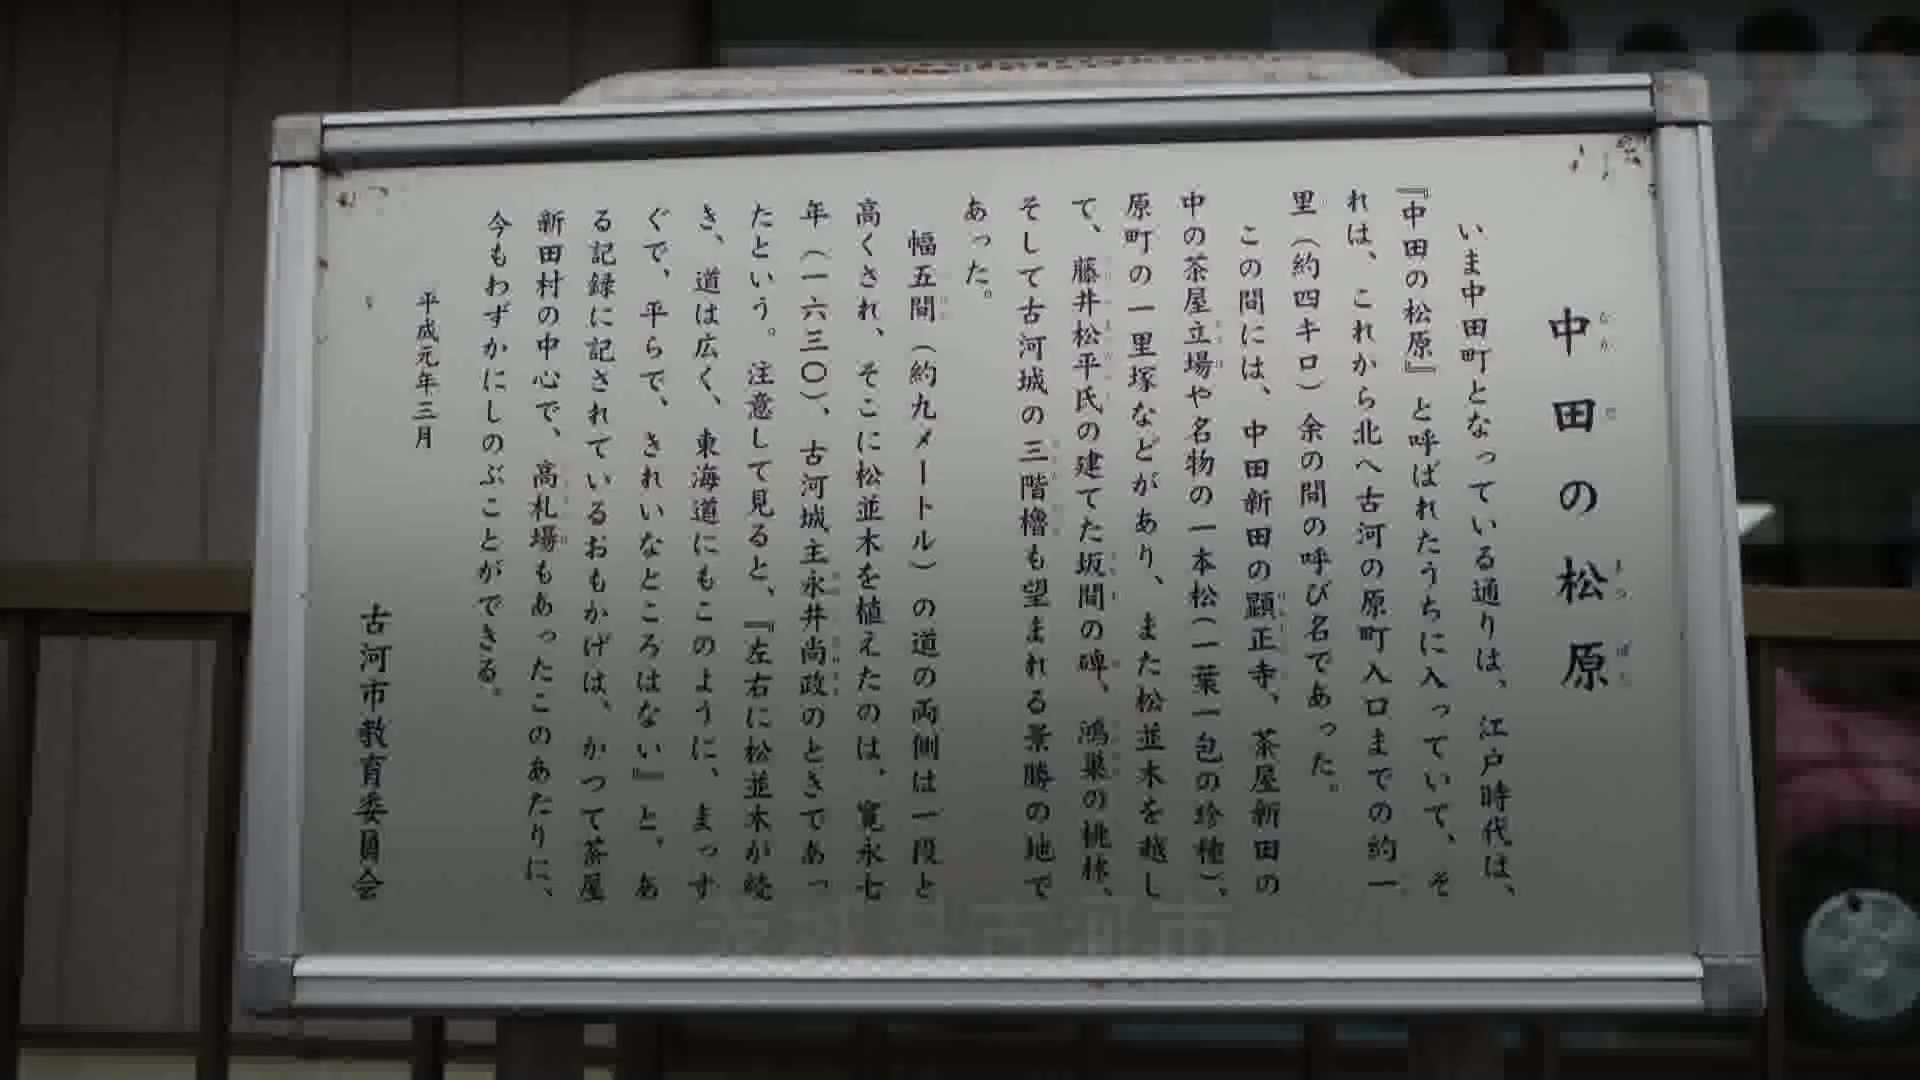 中田の松原
いま中田町となっている通りは、江戸時代は、
『中田の松原』と呼ばれたうちに入っていて、そ
れは、これから北へ古河の原町入口までの約一
里（約四キロ）余の間の呼び名であった。
この間には、中田新田の顕正寺、茶屋新田の
中の茶屋立場や名物の一本松（一葉一包の珍種）、
原町の一里塚などがあり、また松並木を越し
て、藤井松平氏の建てた坂間の碑、鴻巣の桃林、
そして古河城の三階櫓も望まれる景勝の地で
あった。
幅五間（約九メートル）の道の両側は一段と
高くされ、そこに松並木を植えたのは、寛永七
年（一六三〇）、古河城主永井尚政のときであっ
たという。注意して見ると、『左右に松並木が続
き、道は広く、東海道にもこのように、まっす
ぐで、平らで、きれいなところはない』と、あ
る記録に記されているおもかげは、かつて茶屋
新田村の中心で、高札場もあったこのあたりに、
今もわずかにしのぶことができる。
平成元年三月
古河市教育委員会
茨城県古河市